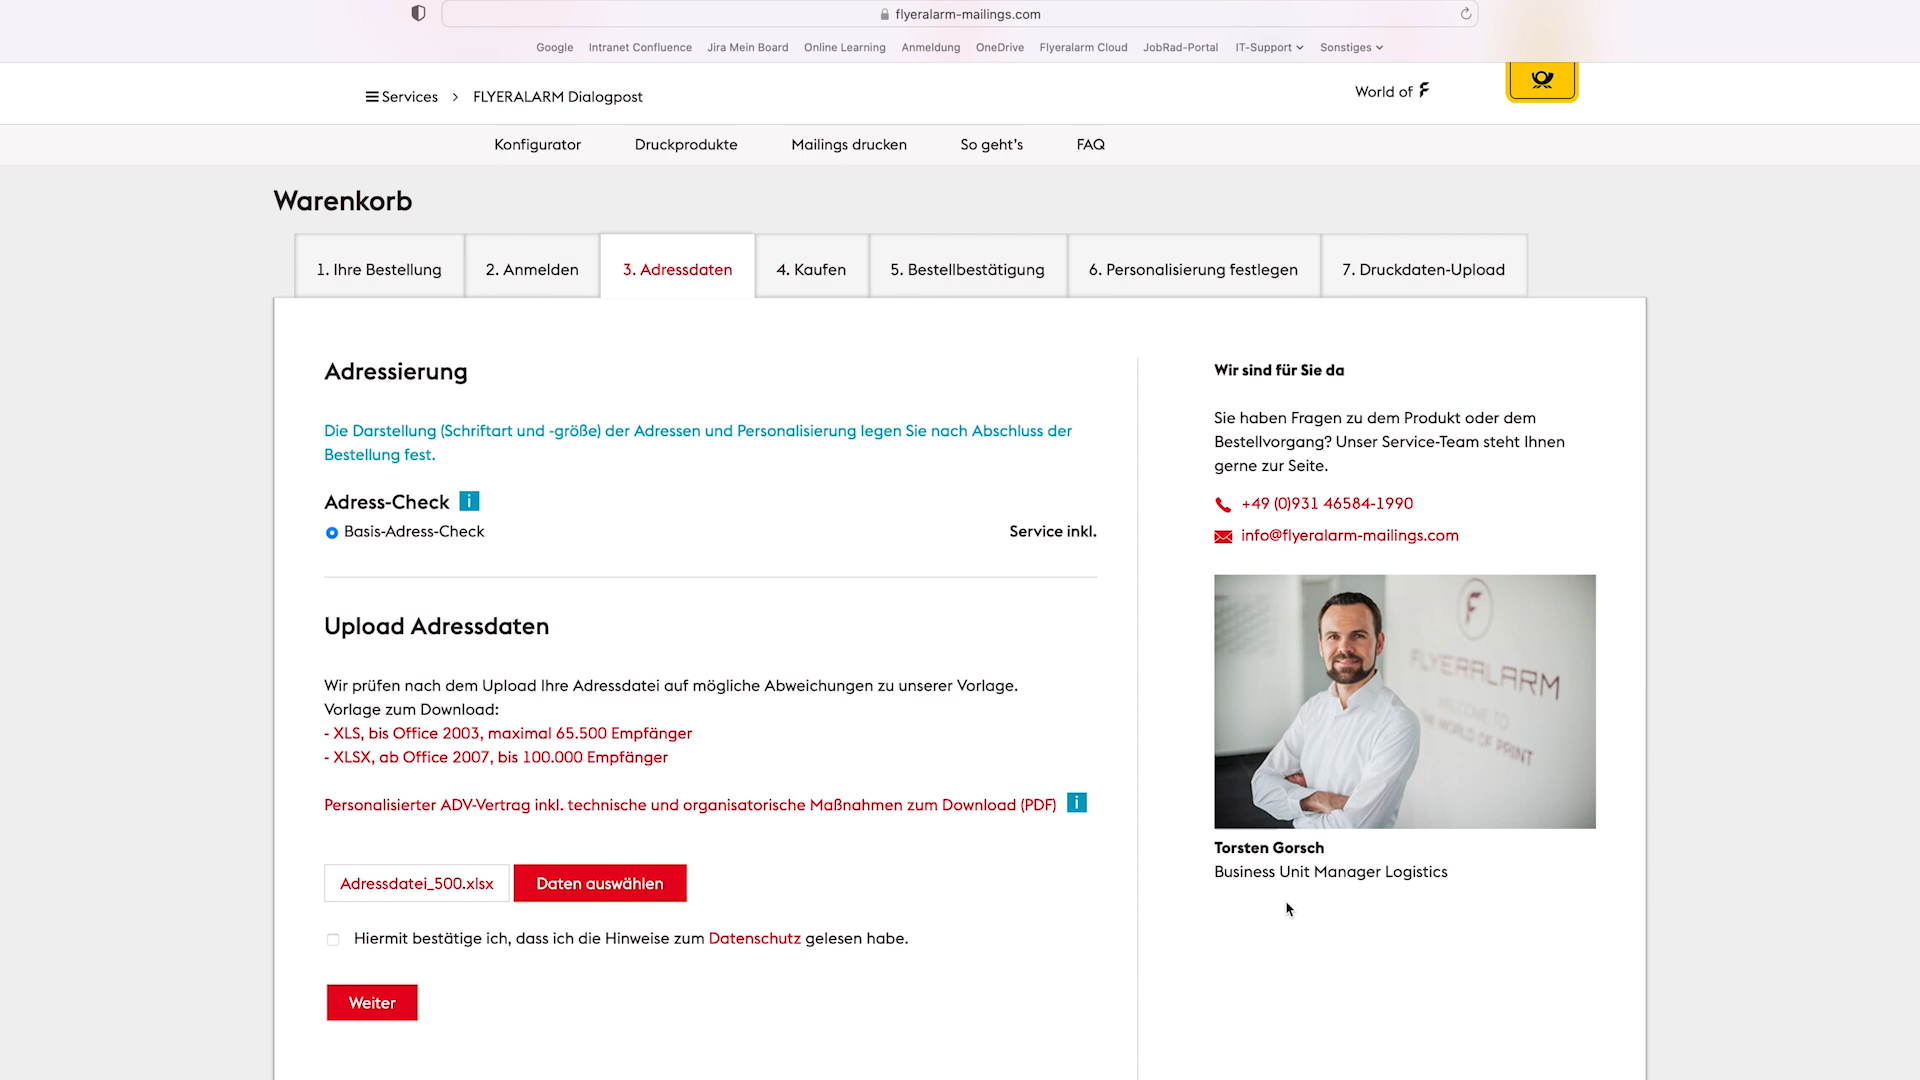 flyeralarm-mailings.com
Google Intranet Confluence Jira Mein Board Online Learning Anmeldung OneDrive Flyeralarm Cloud JobRad-Portal IT-Support Sonstiges
Services > FLYERALARM Dialogpost
World of F
Konfigurator Druckprodukte Mailings drucken So geht's FAQ
Warenkorb
1. Ihre Bestellung 2. Anmelden 3. Adressdaten 4. Kaufen 5. Bestellbestätigung 6. Personalisierung festlegen 7. Druckdaten-Upload
Adressierung
Die Darstellung (Schriftart und -größe) der Adressen und Personalisierung legen Sie nach Abschluss der
Bestellung fest.
Adress-Check i
Basis-Adress-Check Service inkl.
Upload Adressdaten
Wir prüfen nach dem Upload Ihre Adressdatei auf mögliche Abweichungen zu unserer Vorlage.
Vorlage zum Download:
- XLS, bis Office 2003, maximal 65.500 Empfänger
- XLSX, ab Office 2007, bis 100.000 Empfänger
Personalisierter ADV-Vertrag inkl. technische und organisatorische Maßnahmen zum Download (PDF) i
Adressdatei_500.xlsx Daten auswählen
Hiermit bestätige ich, dass ich die Hinweise zum Datenschutz gelesen habe.
Weiter
Wir sind für Sie da
Sie haben Fragen zu dem Produkt oder dem
Bestellvorgang? Unser Service-Team steht Ihnen
gerne zur Seite.
+49 (0)931 46584-1990
info@flyeralarm-mailings.com
F
FLYERALARM
WELCOME TO
THE WORLD OF PRINT
Torsten Gorsch
Business Unit Manager Logistics